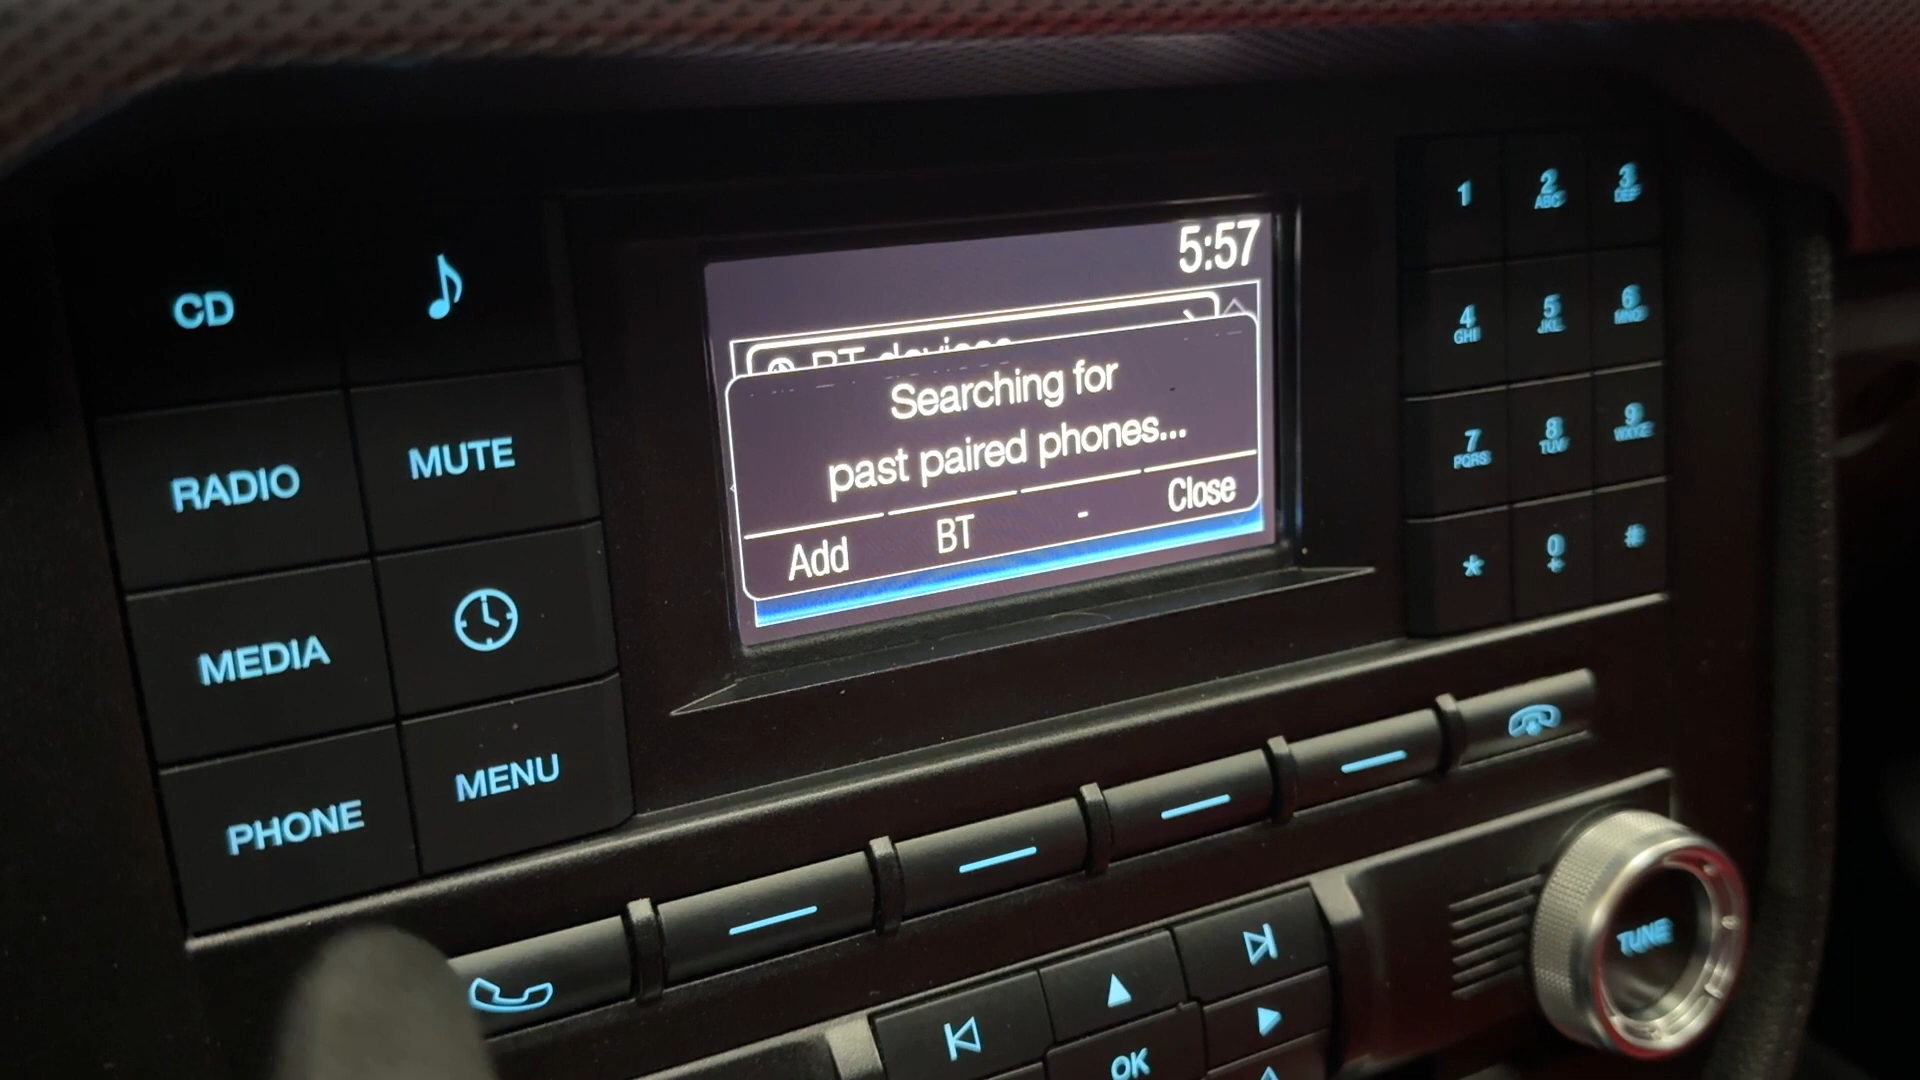 CD
RADIO
MUTE
MEDIA
PHONE
MENU
5:57
BT devices
Searching for
past paired phones...
Add
BT
-
Close
1
2
ABC
3
DEF
4
GHI
5
JKL
6
MNO
7
PQRS
8
TUV
9
WXYZ
*
0
+
#
OK
TUNE